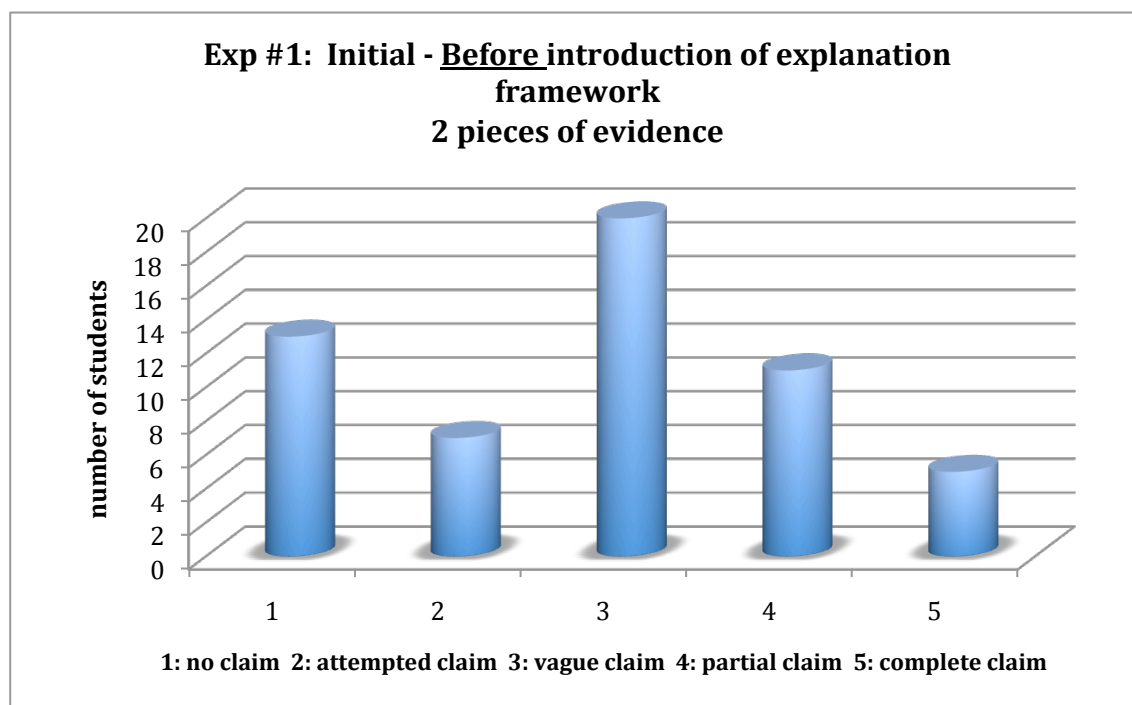 Exp #1:  Initial - Before introduction of explanation
framework
2 pieces of evidence
number of students
20
18
16
14
12
10
8
6
4
2
0
1 2 3 4 5
1: no claim  2: attempted claim  3: vague claim  4: partial claim  5: complete claim